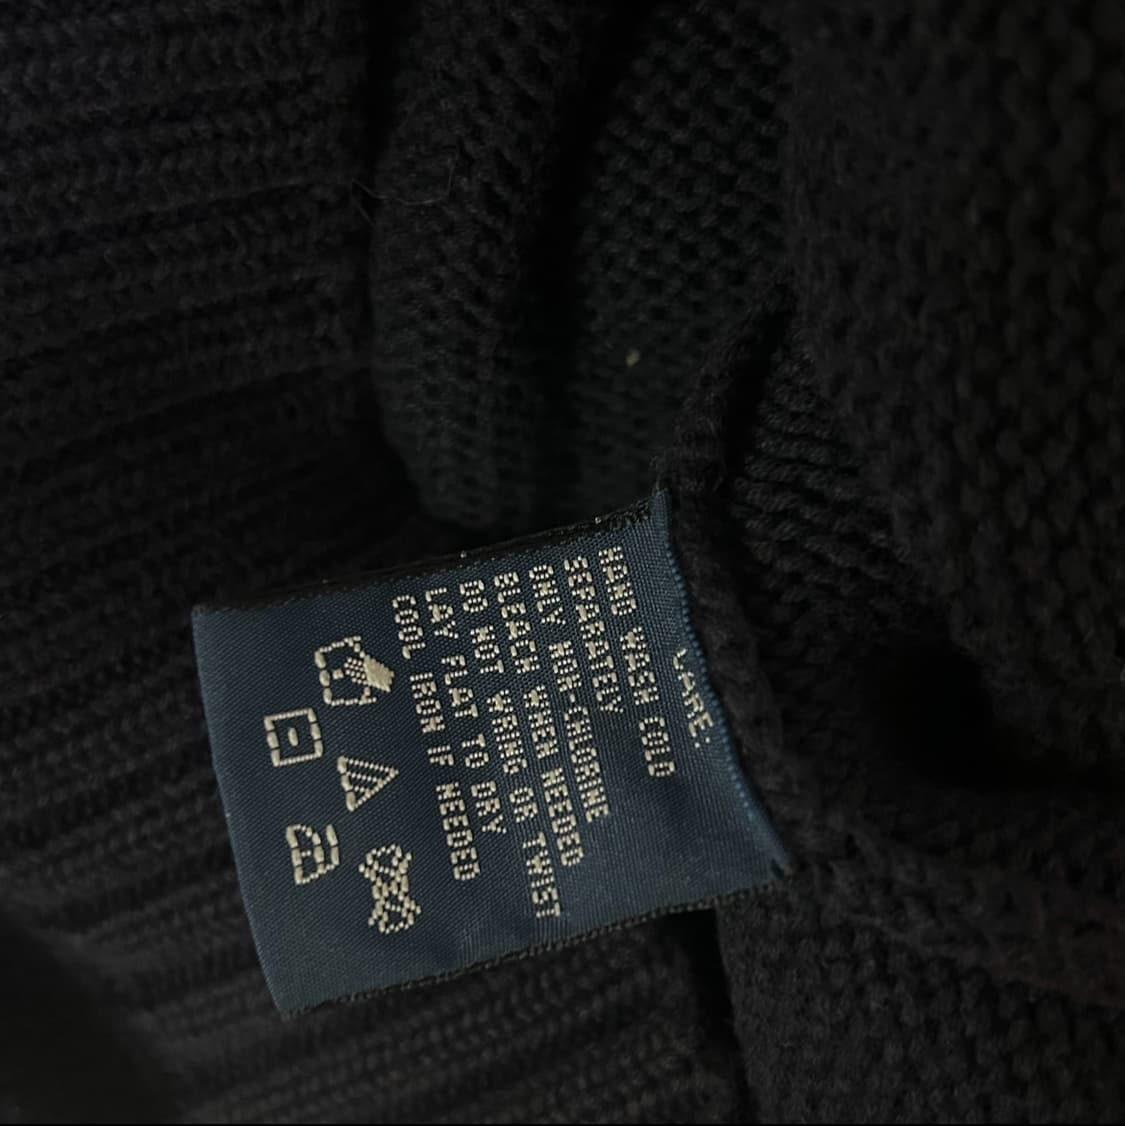 CARE:
HAND WASH COLD
SEPARATELY
ONLY NON-CHLORINE
BLEACH WHEN NEEDED
DO NOT WRING OR TWIST
LAY FLAT TO DRY
COOL IRON IF NEEDED